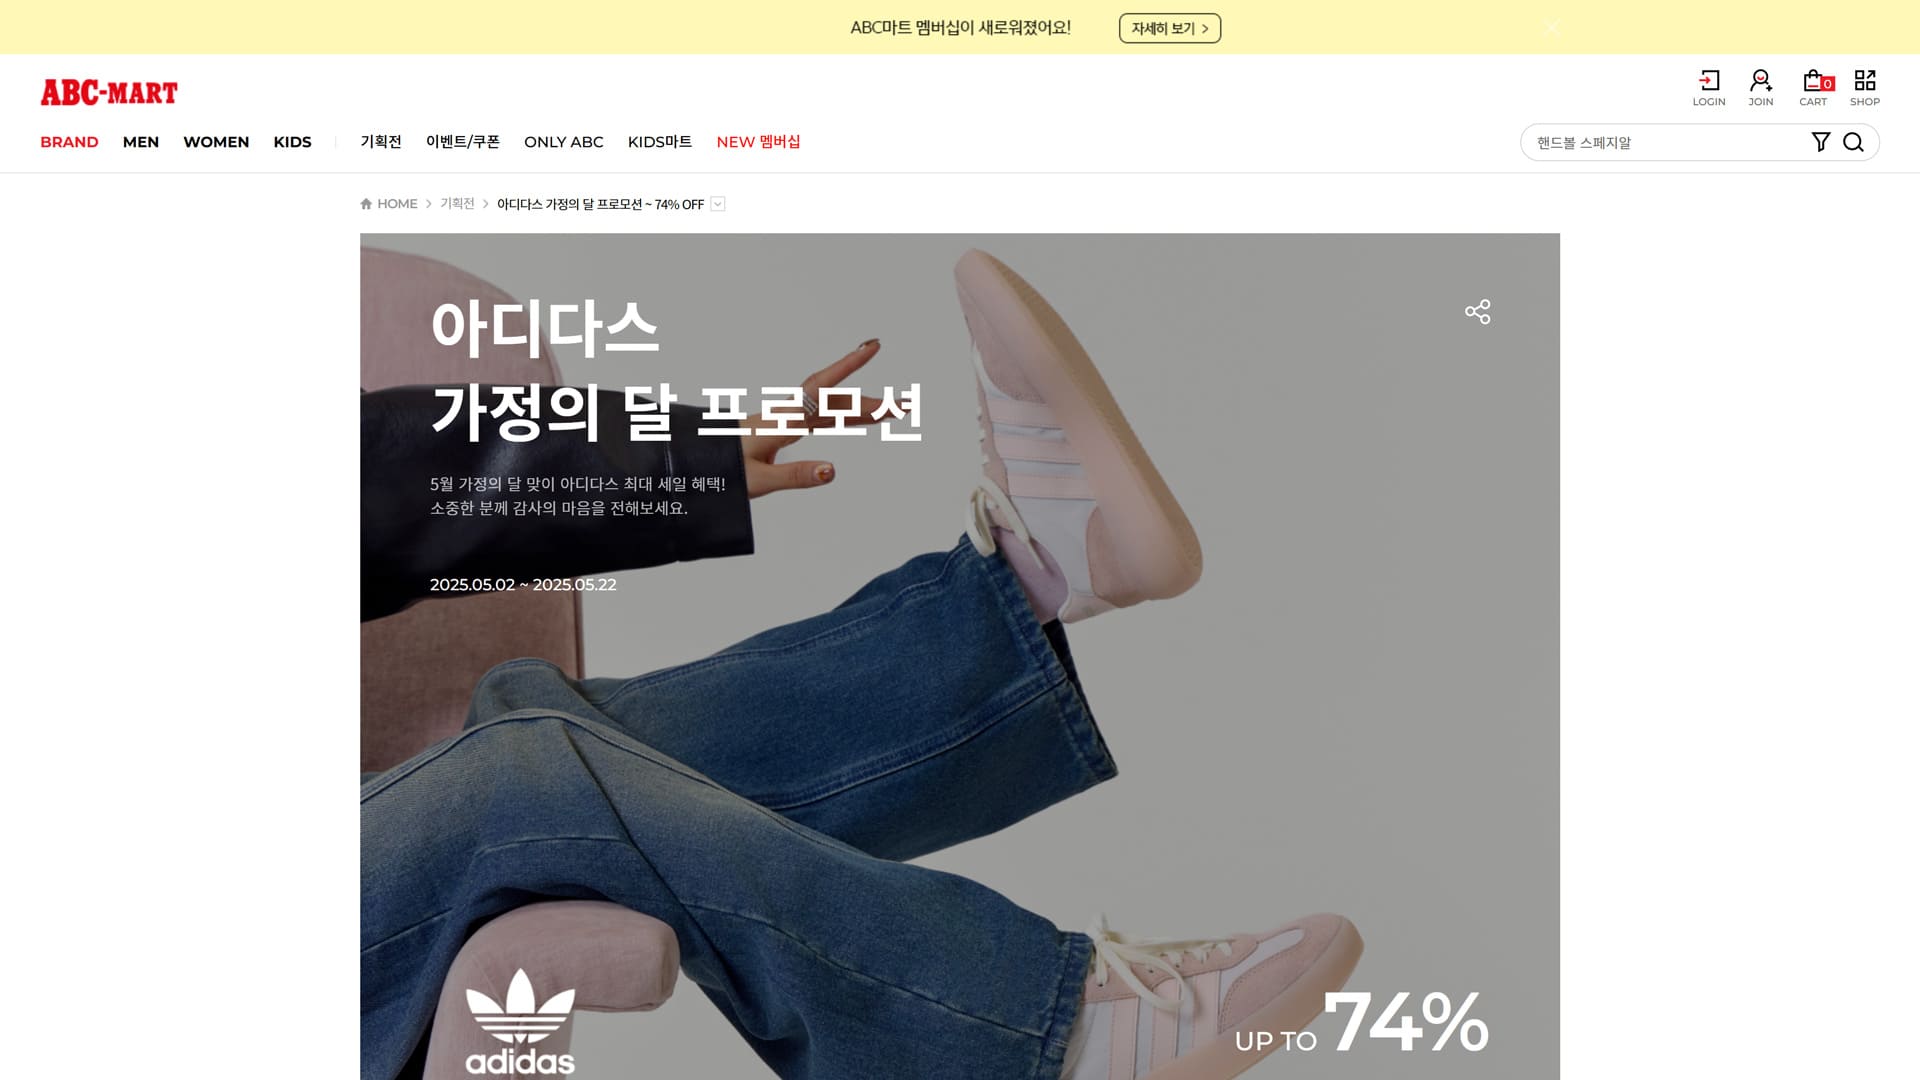 ABC마트 멤버십이 새로워졌어요!
자세히 보기 >
ABC-MART
LOGIN
JOIN
0
CART
SHOP
BRAND
MEN
WOMEN
KIDS
기획전
이벤트/쿠폰
ONLY ABC
KIDS마트
NEW 멤버십
핸드볼 스페지알
HOME > 기획전 > 아디다스 가정의 달 프로모션 ~ 74% OFF
아디다스
가정의 달 프로모션
5월 가정의 달 맞이 아디다스 최대 세일 혜택!
소중한 분께 감사의 마음을 전해보세요.
2025.05.02 ~ 2025.05.22
adidas
UP TO 74%